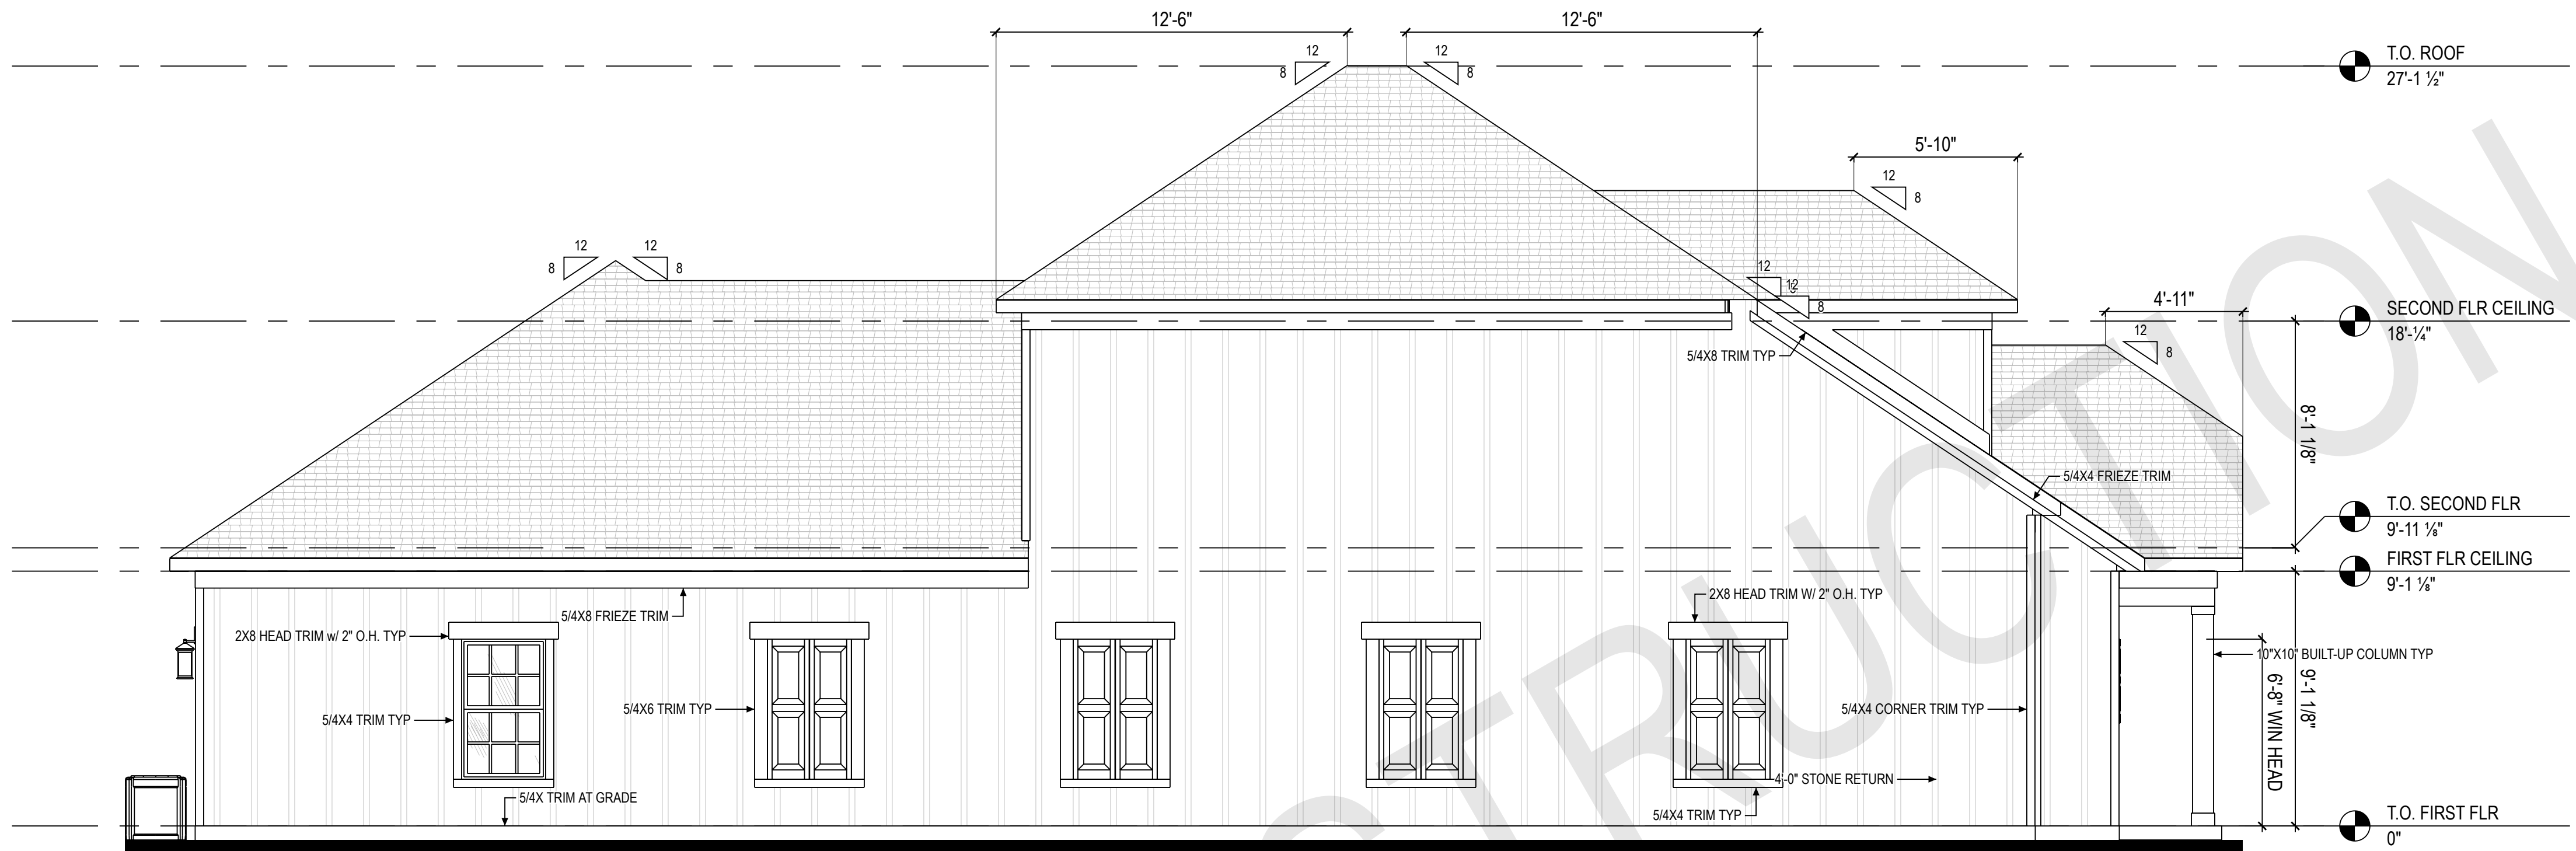 12'-6"
12'-6"
12
8
12
8
T.O. ROOF
27'-1 ½"
5'-10"
12
8
12
8
12
8
12
12
8
4'-11"
12
8
SECOND FLR CEILING
18'-¼"
5/4X8 TRIM TYP
8'-1 1/8"
5/4X4 FRIEZE TRIM
T.O. SECOND FLR
9'-11 ⅛"
FIRST FLR CEILING
9'-1 ⅛"
2X8 HEAD TRIM W/ 2" O.H. TYP
5/4X8 FRIEZE TRIM
2X8 HEAD TRIM w/ 2" O.H. TYP
10"X10" BUILT-UP COLUMN TYP
5/4X4 TRIM TYP
5/4X6 TRIM TYP
5/4X4 CORNER TRIM TYP
6'-8" WIN HEAD
9'-1 1/8"
4'-0" STONE RETURN
5/4X TRIM AT GRADE
5/4X4 TRIM TYP
T.O. FIRST FLR
0"
STRUCTION